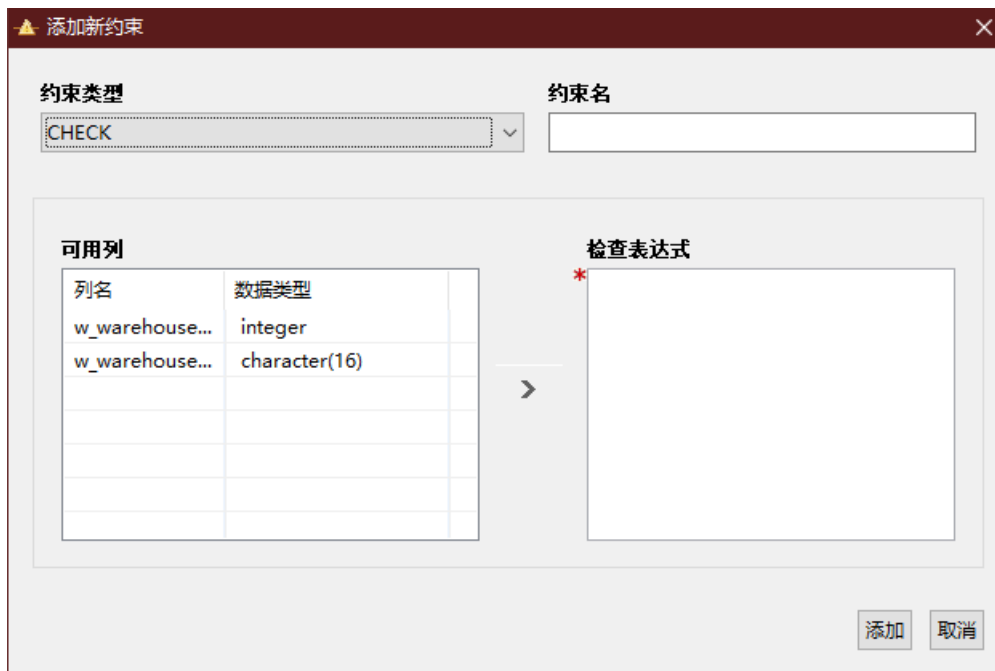 添加新约束
约束类型 约束名
CHECK
可用列 检查表达式
*
列名 数据类型
w_warehouse... integer
w_warehouse... character(16)
添加 取消